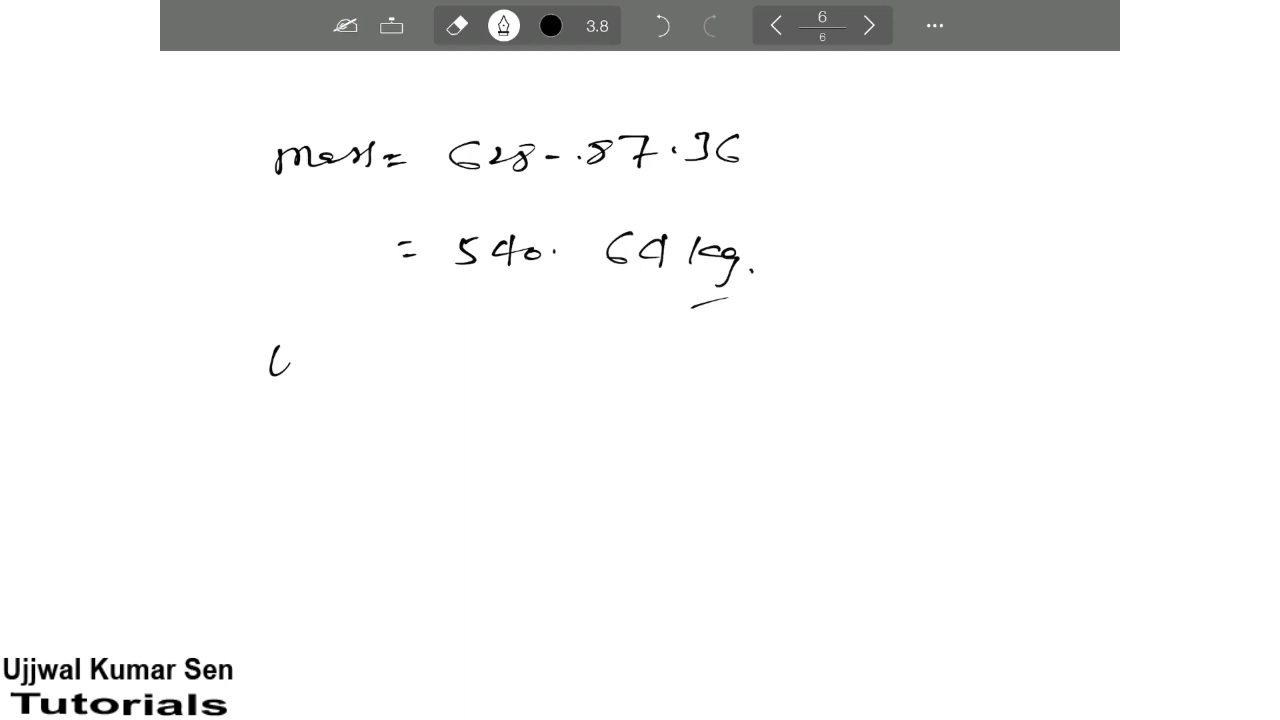 3.8
6
6
mass = 628 - .87.36
= 540. 64 kg.
(
Ujjwal Kumar Sen
Tutorials